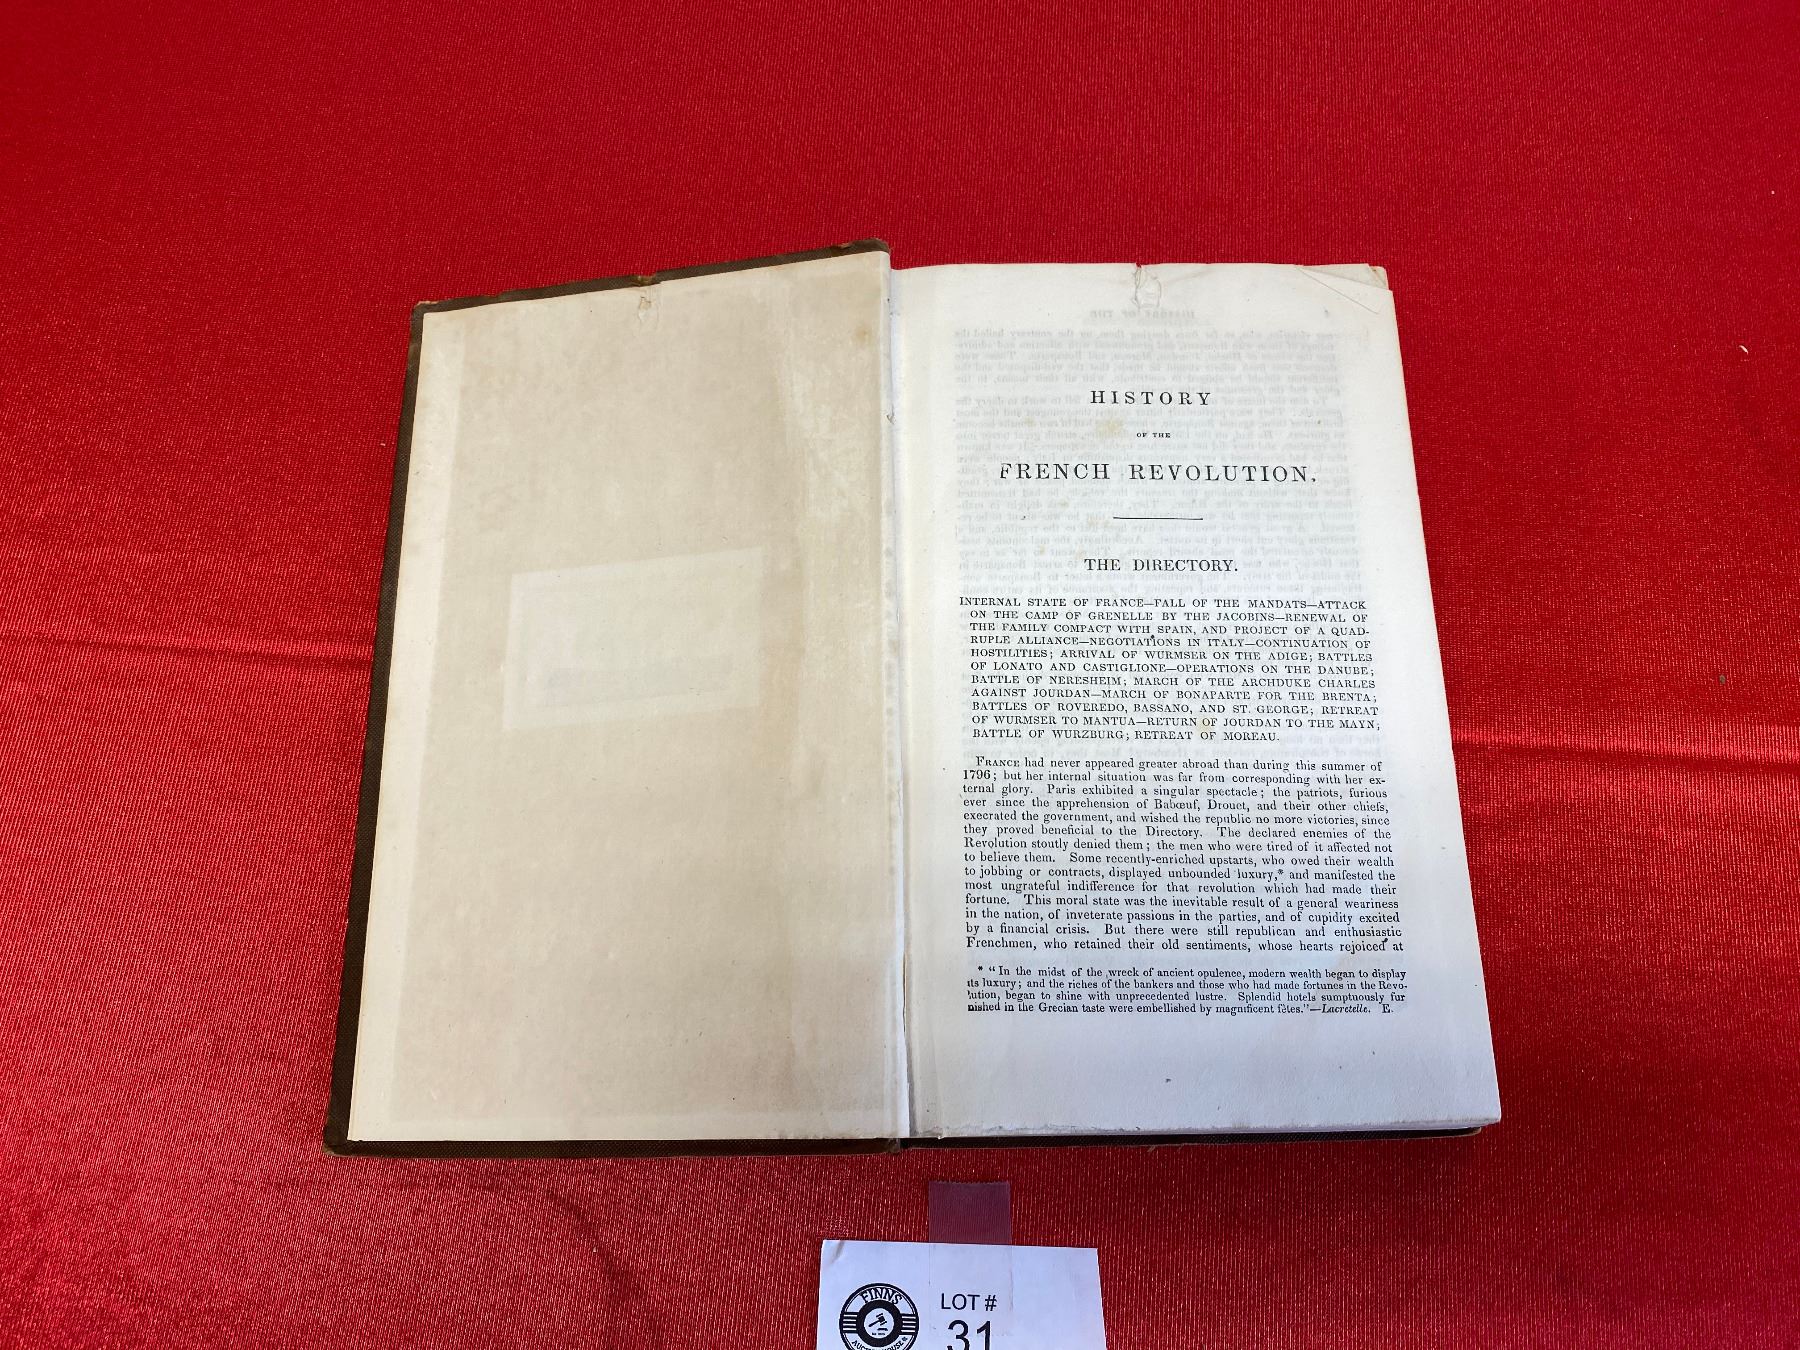 HISTORY
OF THE
FRENCH REVOLUTION.
THE DIRECTORY.
INTERNAL STATE OF FRANCE—FALL OF THE MANDATS—ATTACK
ON THE CAMP OF GRENELLE BY THE JACOBINS—RENEWAL OF
THE FAMILY COMPACT WITH SPAIN, AND PROJECT OF A QUAD-
RUPLE ALLIANCE—NEGOTIATIONS IN ITALY—CONTINUATION OF
HOSTILITIES; ARRIVAL OF WURMSER ON THE ADIGE; BATTLES
OF LONATO AND CASTIGLIONE—OPERATIONS ON THE DANUBE;
BATTLE OF NERESHEIM; MARCH OF THE ARCHDUKE CHARLES
AGAINST JOURDAN—MARCH OF BONAPARTE FOR THE BRENTA;
BATTLES OF ROVEREDO, BASSANO, AND ST. GEORGE; RETREAT
OF WURMSER TO MANTUA—RETURN OF JOURDAN TO THE MAYN;
BATTLE OF WURZBURG; RETREAT OF MOREAU.
FRANCE had never appeared greater abroad than during this summer of
1796; but her internal situation was far from corresponding with her ex-
ternal glory. Paris exhibited a singular spectacle; the patriots, furious
ever since the apprehension of Babœuf, Drouet, and their other chiefs,
execrated the government, and wished the republic no more victories, since
they proved beneficial to the Directory. The declared enemies of the
Revolution stoutly denied them; the men who were tired of it affected not
to believe them. Some recently-enriched upstarts, who owed their wealth
to jobbing or contracts, displayed unbounded luxury,* and manifested the
most ungrateful indifference for that revolution which had made their
fortune. This moral state was the inevitable result of a general weariness
in the nation, of inveterate passions in the parties, and of cupidity excited
by a financial crisis. But there were still republican and enthusiastic
Frenchmen, who retained their old sentiments, whose hearts rejoiced at
* "In the midst of the wreck of ancient opulence, modern wealth began to display
its luxury; and the riches of the bankers and those who had made fortunes in the Revo-
lution, began to shine with unprecedented lustre. Splendid hotels sumptuously fur
nished in the Grecian taste were embellished by magnificent fêtes."—Lacretelle. E.
FINNS
LOT #
31